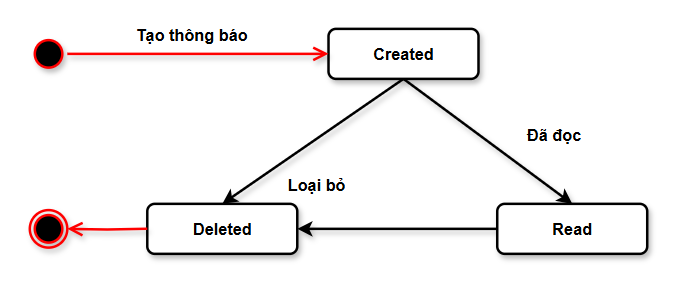 Tạo thông báo
Created
Đã đọc
Loại bỏ
Deleted
Read